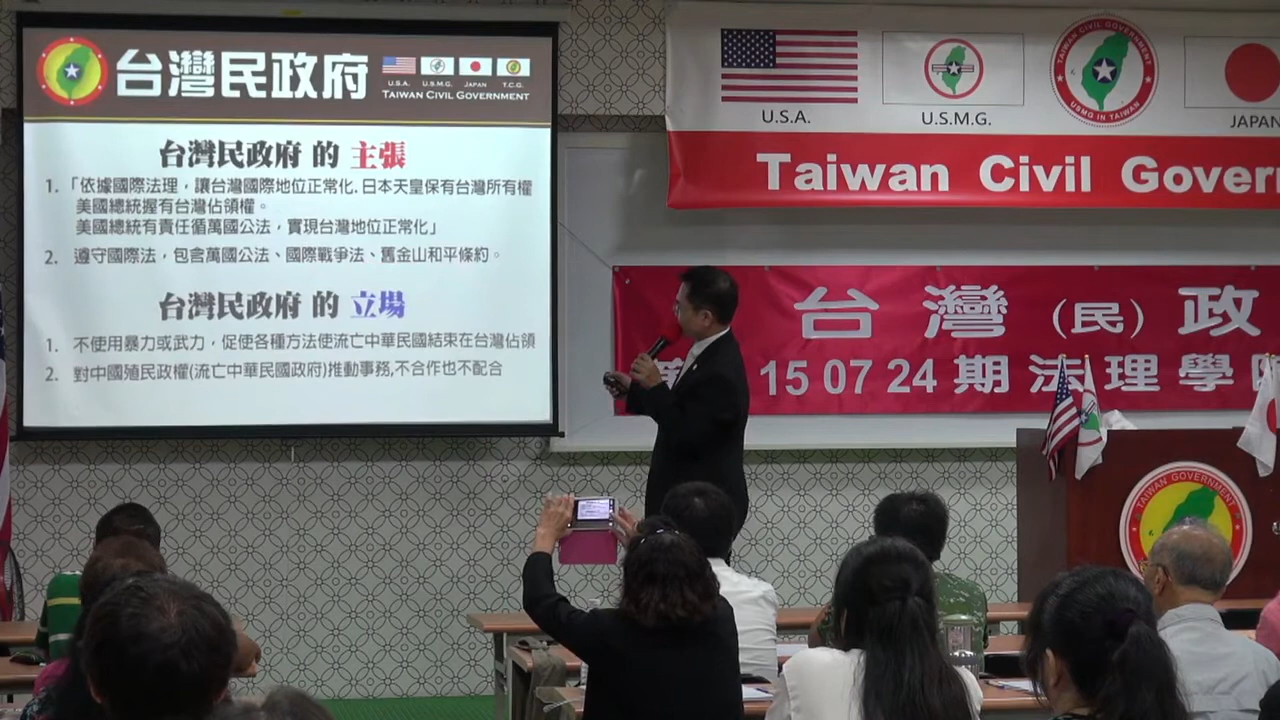 台灣民政府
U.S.A. U.S.M.G. JAPAN T.C.G.
TAIWAN CIVIL GOVERNMENT
台灣民政府 的 主張
1. 「依據國際法理，讓台灣國際地位正常化.日本天皇保有台灣所有權
美國總統握有台灣佔領權。
美國總統有責任循萬國公法，實現台灣地位正常化」
2. 遵守國際法，包含萬國公法、國際戰爭法、舊金山和平條約。
台灣民政府 的 立場
1. 不使用暴力或武力，促使各種方法使流亡中華民國結束在台灣佔領
2. 對中國殖民政權(流亡中華民國政府)推動事務,不合作也不配合
TAIWAN CIVIL GOVERNMENT
USMG IN TAIWAN
U.S.A.
U.S.M.G.
JAPAN
Taiwan Civil Gover
台灣（民）政
15 07 24 期 法 理 學
TAIWAN GOVERNMENT